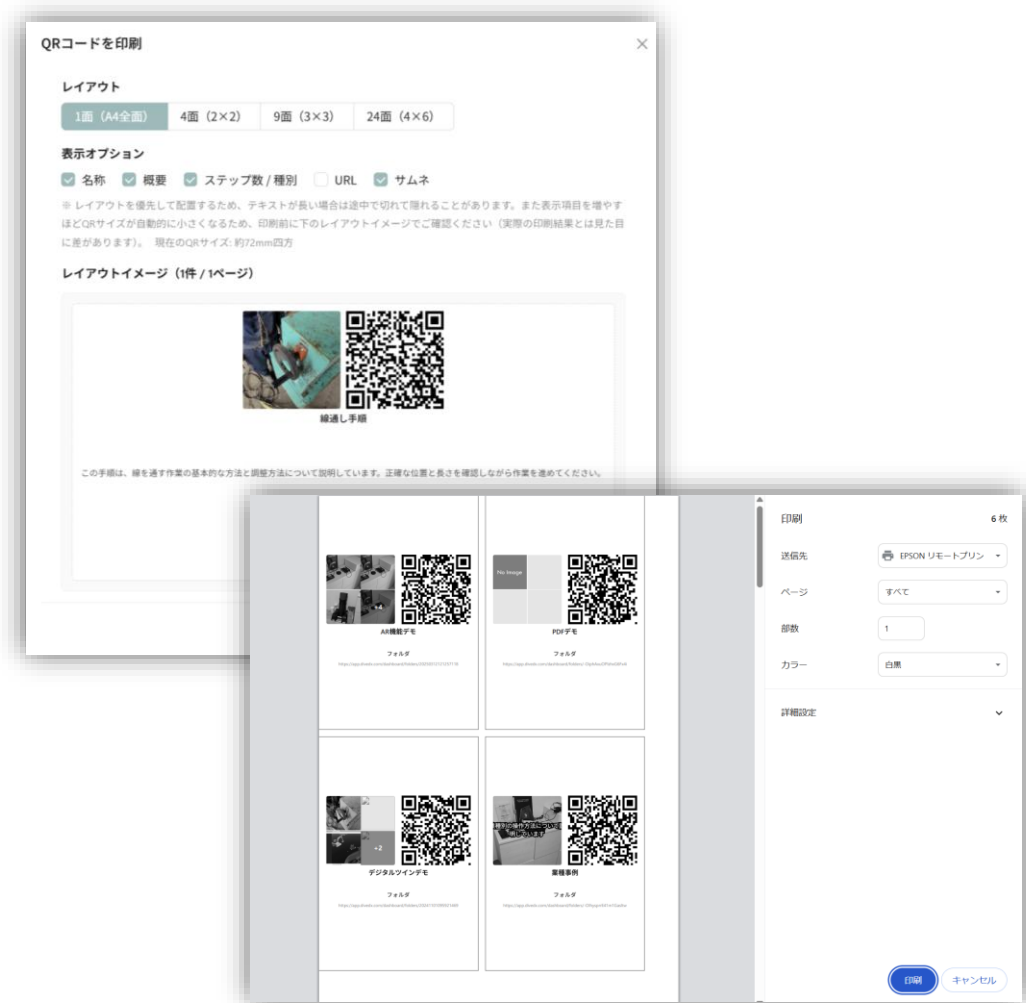 QRコードを印刷
レイアウト
1面（A4全面） 4面（2×2） 9面（3×3） 24面（4×6）
表示オプション
名称 概要 ステップ数 / 種別 URL サムネ
※ レイアウトを優先して配置するため、テキストが長い場合は途中で切れて隠れることがあります。また表示項目を増やす
ほどQRサイズが自動的に小さくなるため、印刷前に下のレイアウトイメージでご確認ください（実際の印刷結果とは見た目
に差があります）。 現在のQRサイズ: 約72mm四方
レイアウトイメージ（1件 / 1ページ）
線通し手順
この手順は、線を通す作業の基本的な方法と調整方法について説明しています。正確な位置と長さを確認しながら作業を進めてください。
+4
AR機能デモ
フォルダ
No Image
PDFデモ
フォルダ
+2
デジタルツインデモ
フォルダ
業種事例
フォルダ
印刷 6 枚
送信先 EPSON リモートプリン
ページ すべて
部数 1
カラー 白黒
詳細設定
印刷 キャンセル